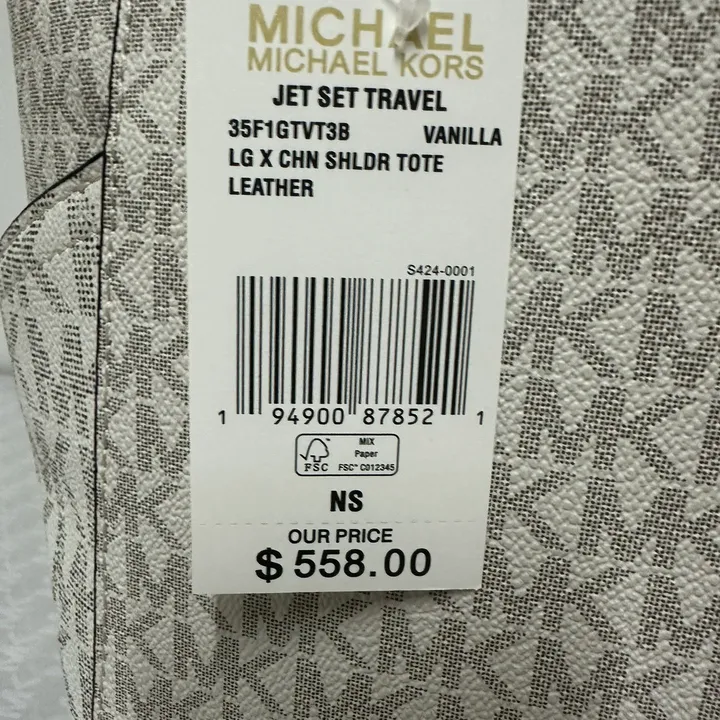 MICHAEL
MICHAEL KORS
JET SET TRAVEL
35F1GTVT3B VANILLA
LG X CHN SHLDR TOTE
LEATHER
S424-0001
1 94900 87852 1
FSC
MIX
Paper
FSC™ C012345
NS
OUR PRICE
$ 558.00